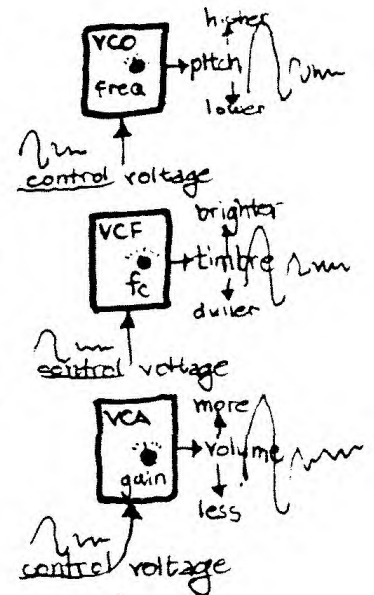 higher
VCO
freq
pitch
lower
control voltage
brighter
VCF
fc
timbre
duller
control voltage
more
VCA
gain
volume
less
control voltage